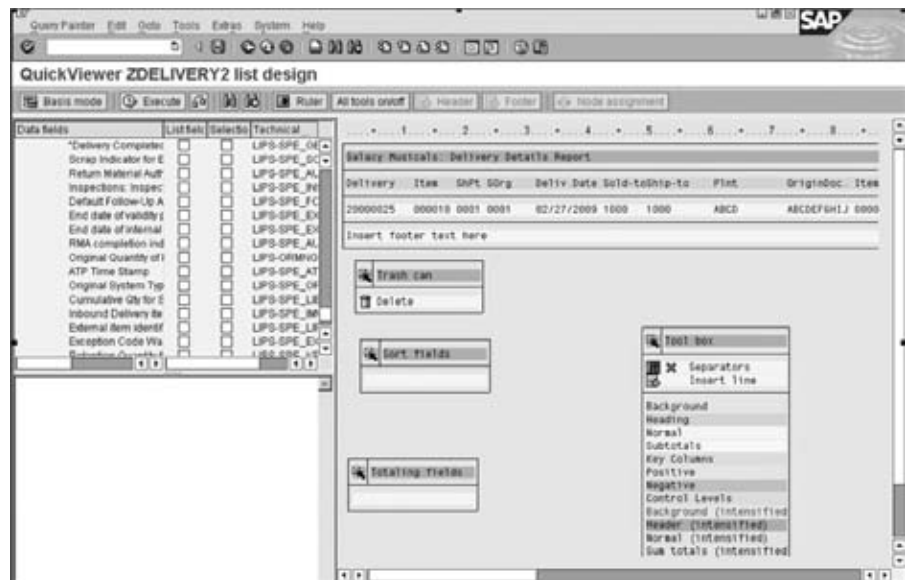 Query Painter Edit Goto Tools Extras System Help
SAP
QuickViewer ZDELIVERY2 list design
Basis mode Execute Ruler All tools on/off Header Footer Node assignment
Data fields List field Selectio Technical
"Delivery Completed LIPS-SPE_GE
Scrap Indicator for E LIPS-SPE_SC
Return Material Auth LIPS-SPE_AU
Inspections: Inspec LIPS-SPE_INS
Default Follow-Up A LIPS-SPE_FO
End date of validity p LIPS-SPE_EX
End date of internal LIPS-SPE_EX
RMA completion ind LIPS-SPE_AU
Original Quantity of I LIPS-ORMNG
ATP Time Stamp LIPS-SPE_AT
Original System Typ LIPS-SPE_OR
Cumulative Qty for S LIPS-SPE_LIE
Inbound Delivery Ite LIPS-SPE_IM
External item identif LIPS-SPE_LIF
Exception Code Wa LIPS-SPE_EX
1 2 3 4 5 6 7 8
Galaxy Musicals: Delivery Details Report
Delivery Item ShPt SOrg Deliv.Date Sold-toShip-to Plnt OriginDoc. Item
20000025 000010 0001 0001 02/27/2009 1000 1000 ABCD ABCDEFGHIJ 0000
Insert footer text here
Trash can
Delete
Sort fields
Totaling fields
Tool box
Separators
Insert line
Background
Heading
Normal
Subtotals
Key Columns
Positive
Negative
Control Levels
Background (intensified
Header (intensified)
Normal (intensified)
Sum totals (intensified